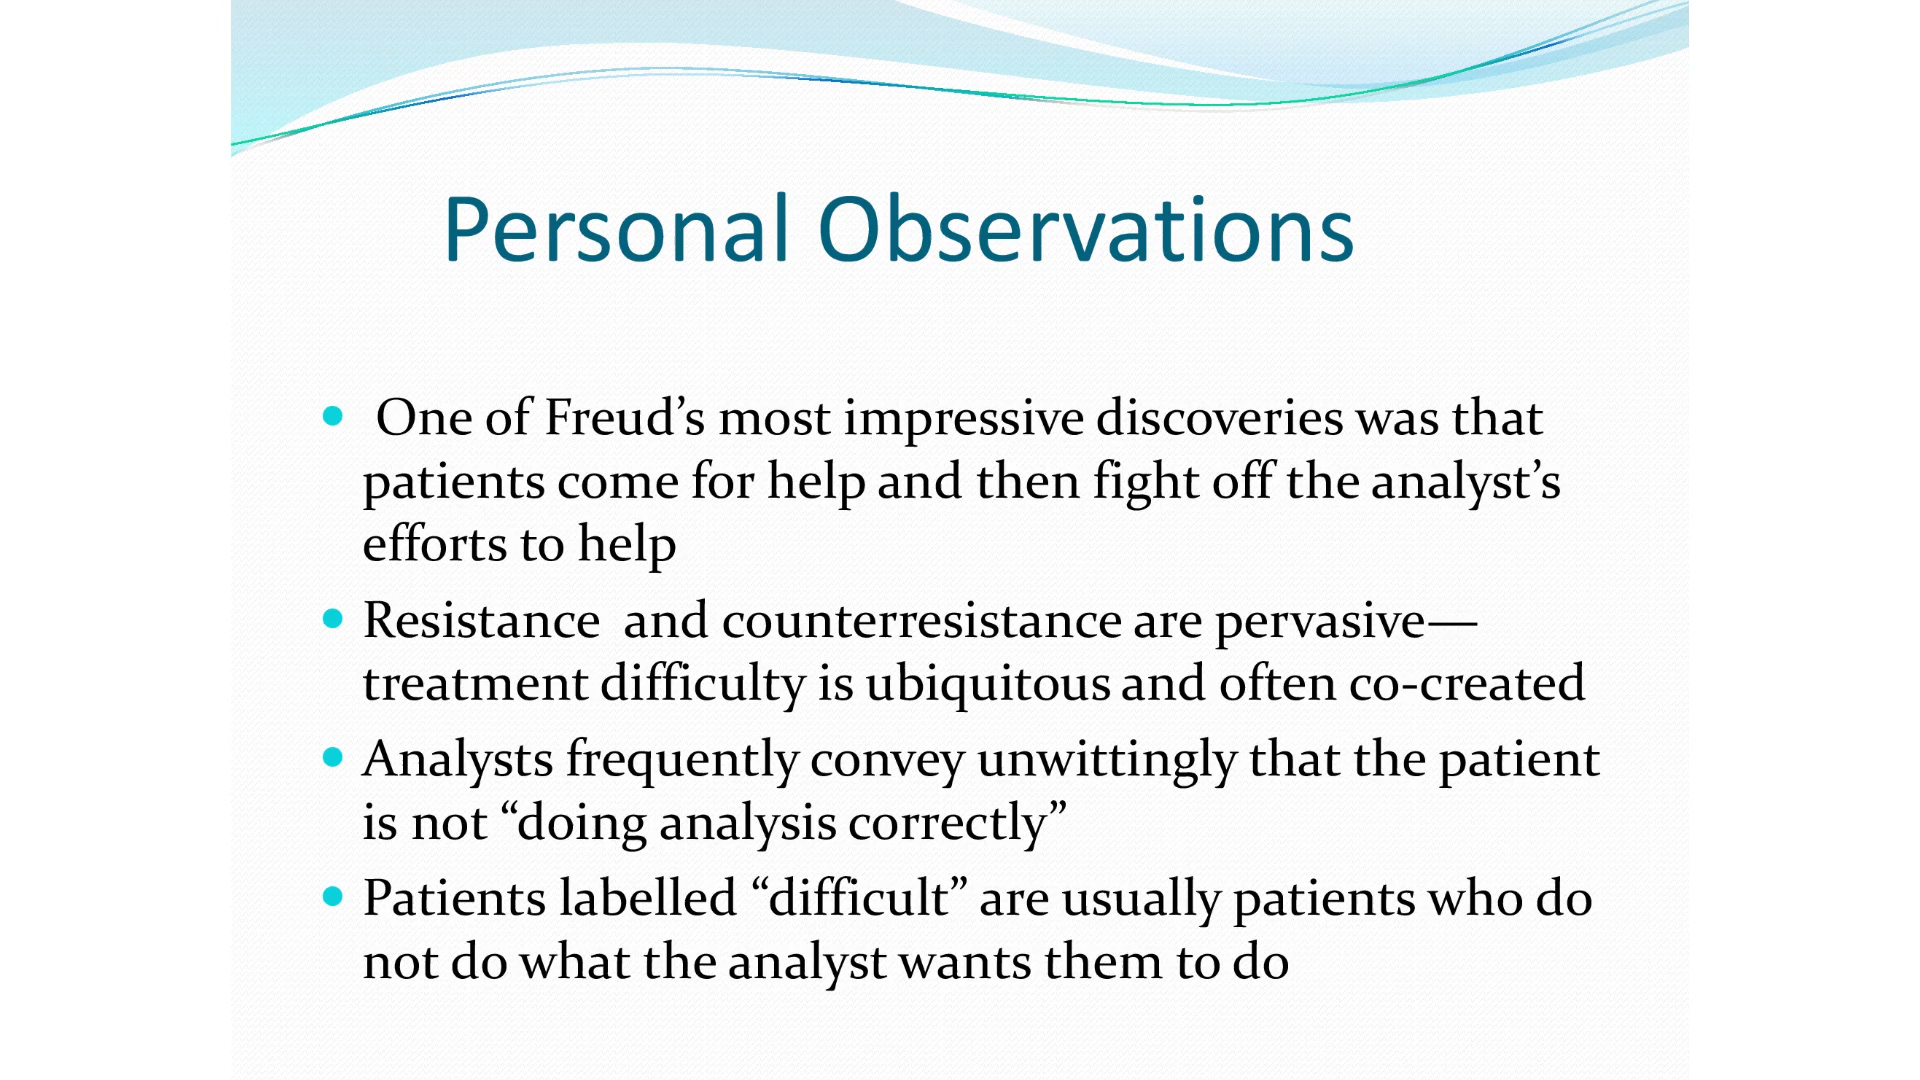 Personal Observations
• One of Freud’s most impressive discoveries was that
patients come for help and then fight off the analyst’s
efforts to help
• Resistance  and counterresistance are pervasive—
treatment difficulty is ubiquitous and often co-created
• Analysts frequently convey unwittingly that the patient
is not “doing analysis correctly”
• Patients labelled “difficult” are usually patients who do
not do what the analyst wants them to do